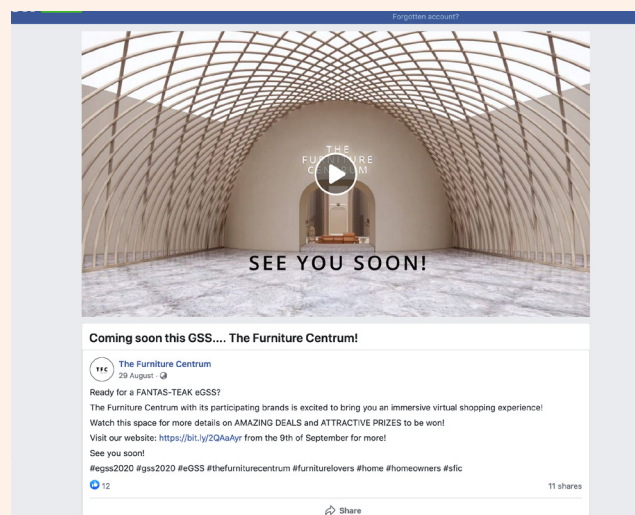 Forgotten account?
THE
FURNITURE
CENTRUM
SEE YOU SOON!
Coming soon this GSS.... The Furniture Centrum!
TFC
The Furniture Centrum
29 August ·
Ready for a FANTAS-TEAK eGSS?
The Furniture Centrum with its participating brands is excited to bring you an immersive virtual shopping experience!
Watch this space for more details on AMAZING DEALS and ATTRACTIVE PRIZES to be won!
Visit our website: https://bit.ly/2QAaAyr from the 9th of September for more!
See you soon!
#egss2020 #gss2020 #eGSS #thefurniturecentrum #furniturelovers #home #homeowners #sfic
12
11 shares
Share